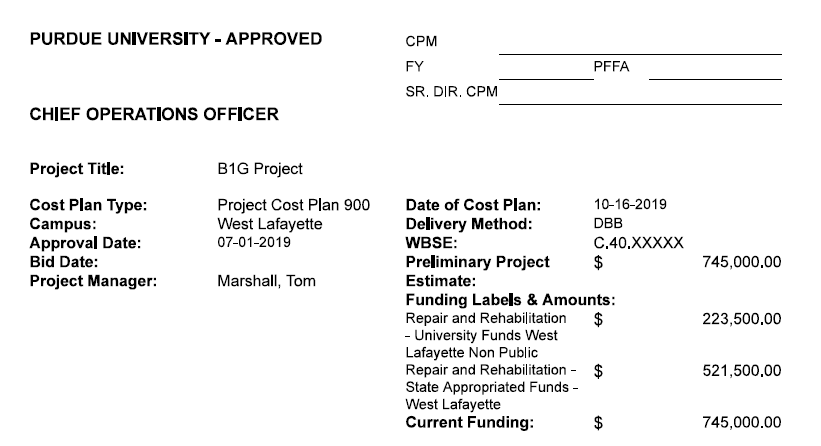 PURDUE UNIVERSITY - APPROVED
CPM
FY PFFA
SR. DIR. CPM
CHIEF OPERATIONS OFFICER
Project Title: B1G Project
Cost Plan Type: Project Cost Plan 900 Date of Cost Plan: 10-16-2019
Campus: West Lafayette Delivery Method: DBB
Approval Date: 07-01-2019 WBSE: C.40.XXXXX
Bid Date: Preliminary Project $ 745,000.00
Project Manager: Marshall, Tom Estimate:
Funding Labels & Amounts:
Repair and Rehabilitation $ 223,500.00
- University Funds West
Lafayette Non Public
Repair and Rehabilitation - $ 521,500.00
State Appropriated Funds -
West Lafayette
Current Funding: $ 745,000.00